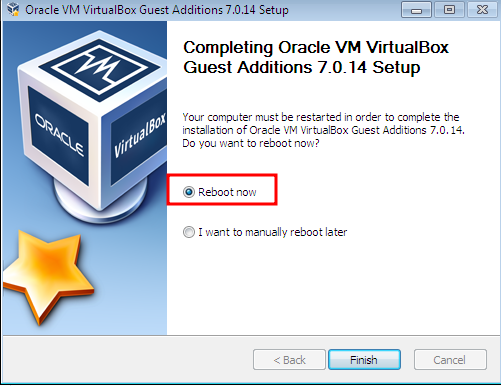 Oracle VM VirtualBox Guest Additions 7.0.14 Setup
Completing Oracle VM VirtualBox
Guest Additions 7.0.14 Setup
Your computer must be restarted in order to complete the
installation of Oracle VM VirtualBox Guest Additions 7.0.14.
Do you want to reboot now?
ORACLE
VirtualBox
Reboot now
I want to manually reboot later
< Back
Finish
Cancel